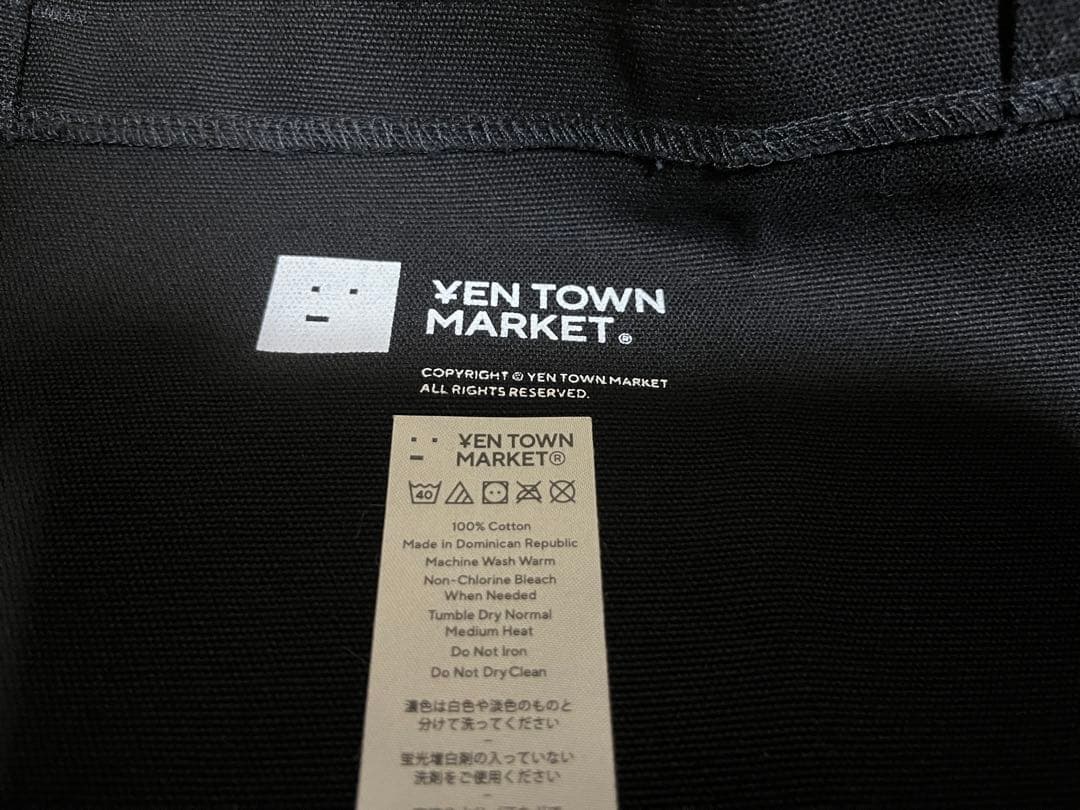 ¥EN TOWN
MARKET®
COPYRIGHT © YEN TOWN MARKET
ALL RIGHTS RESERVED.
¥EN TOWN
MARKET®
40
100% Cotton
Made in Dominican Republic
Machine Wash Warm
Non-Chlorine Bleach
When Needed
Tumble Dry Normal
Medium Heat
Do Not Iron
Do Not Dry Clean
濃色は白色や淡色のものと
分けて洗ってください
–
蛍光増白剤の入っていない
洗剤をご使用ください
–